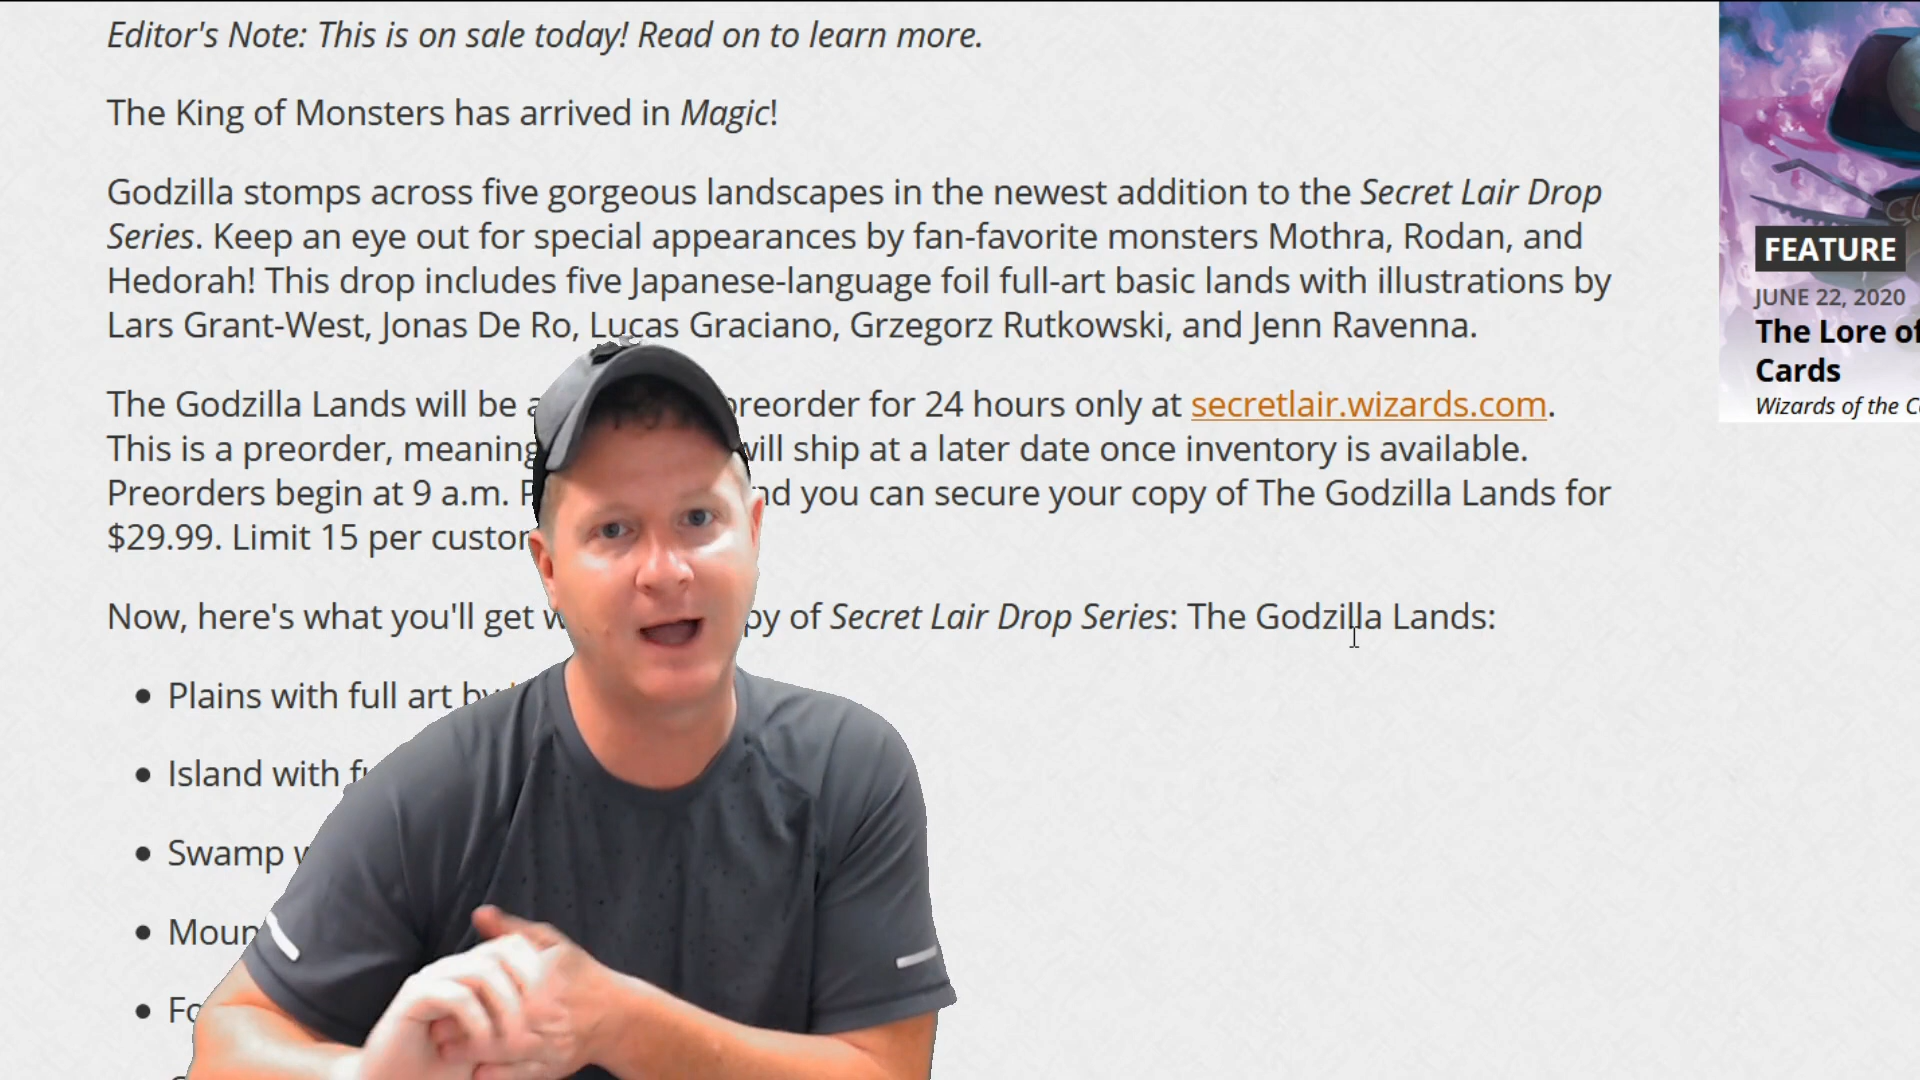 Editor's Note: This is on sale today! Read on to learn more.
The King of Monsters has arrived in Magic!
Godzilla stomps across five gorgeous landscapes in the newest addition to the Secret Lair Drop
Series. Keep an eye out for special appearances by fan-favorite monsters Mothra, Rodan, and
Hedorah! This drop includes five Japanese-language foil full-art basic lands with illustrations by
Lars Grant-West, Jonas De Ro, Lucas Graciano, Grzegorz Rutkowski, and Jenn Ravenna.
The Godzilla Lands will be preorder for 24 hours only at secretlair.wizards.com.
This is a preorder, meaning will ship at a later date once inventory is available.
Preorders begin at 9 a.m. and you can secure your copy of The Godzilla Lands for
$29.99. Limit 15 per
Now, here's what you'll get of Secret Lair Drop Series: The Godzilla Lands:
• Plains with full art by
• Island with
• Swamp
•
•
FEATURE
JUNE 22, 2020
The Lore of
Cards
Wizards of the